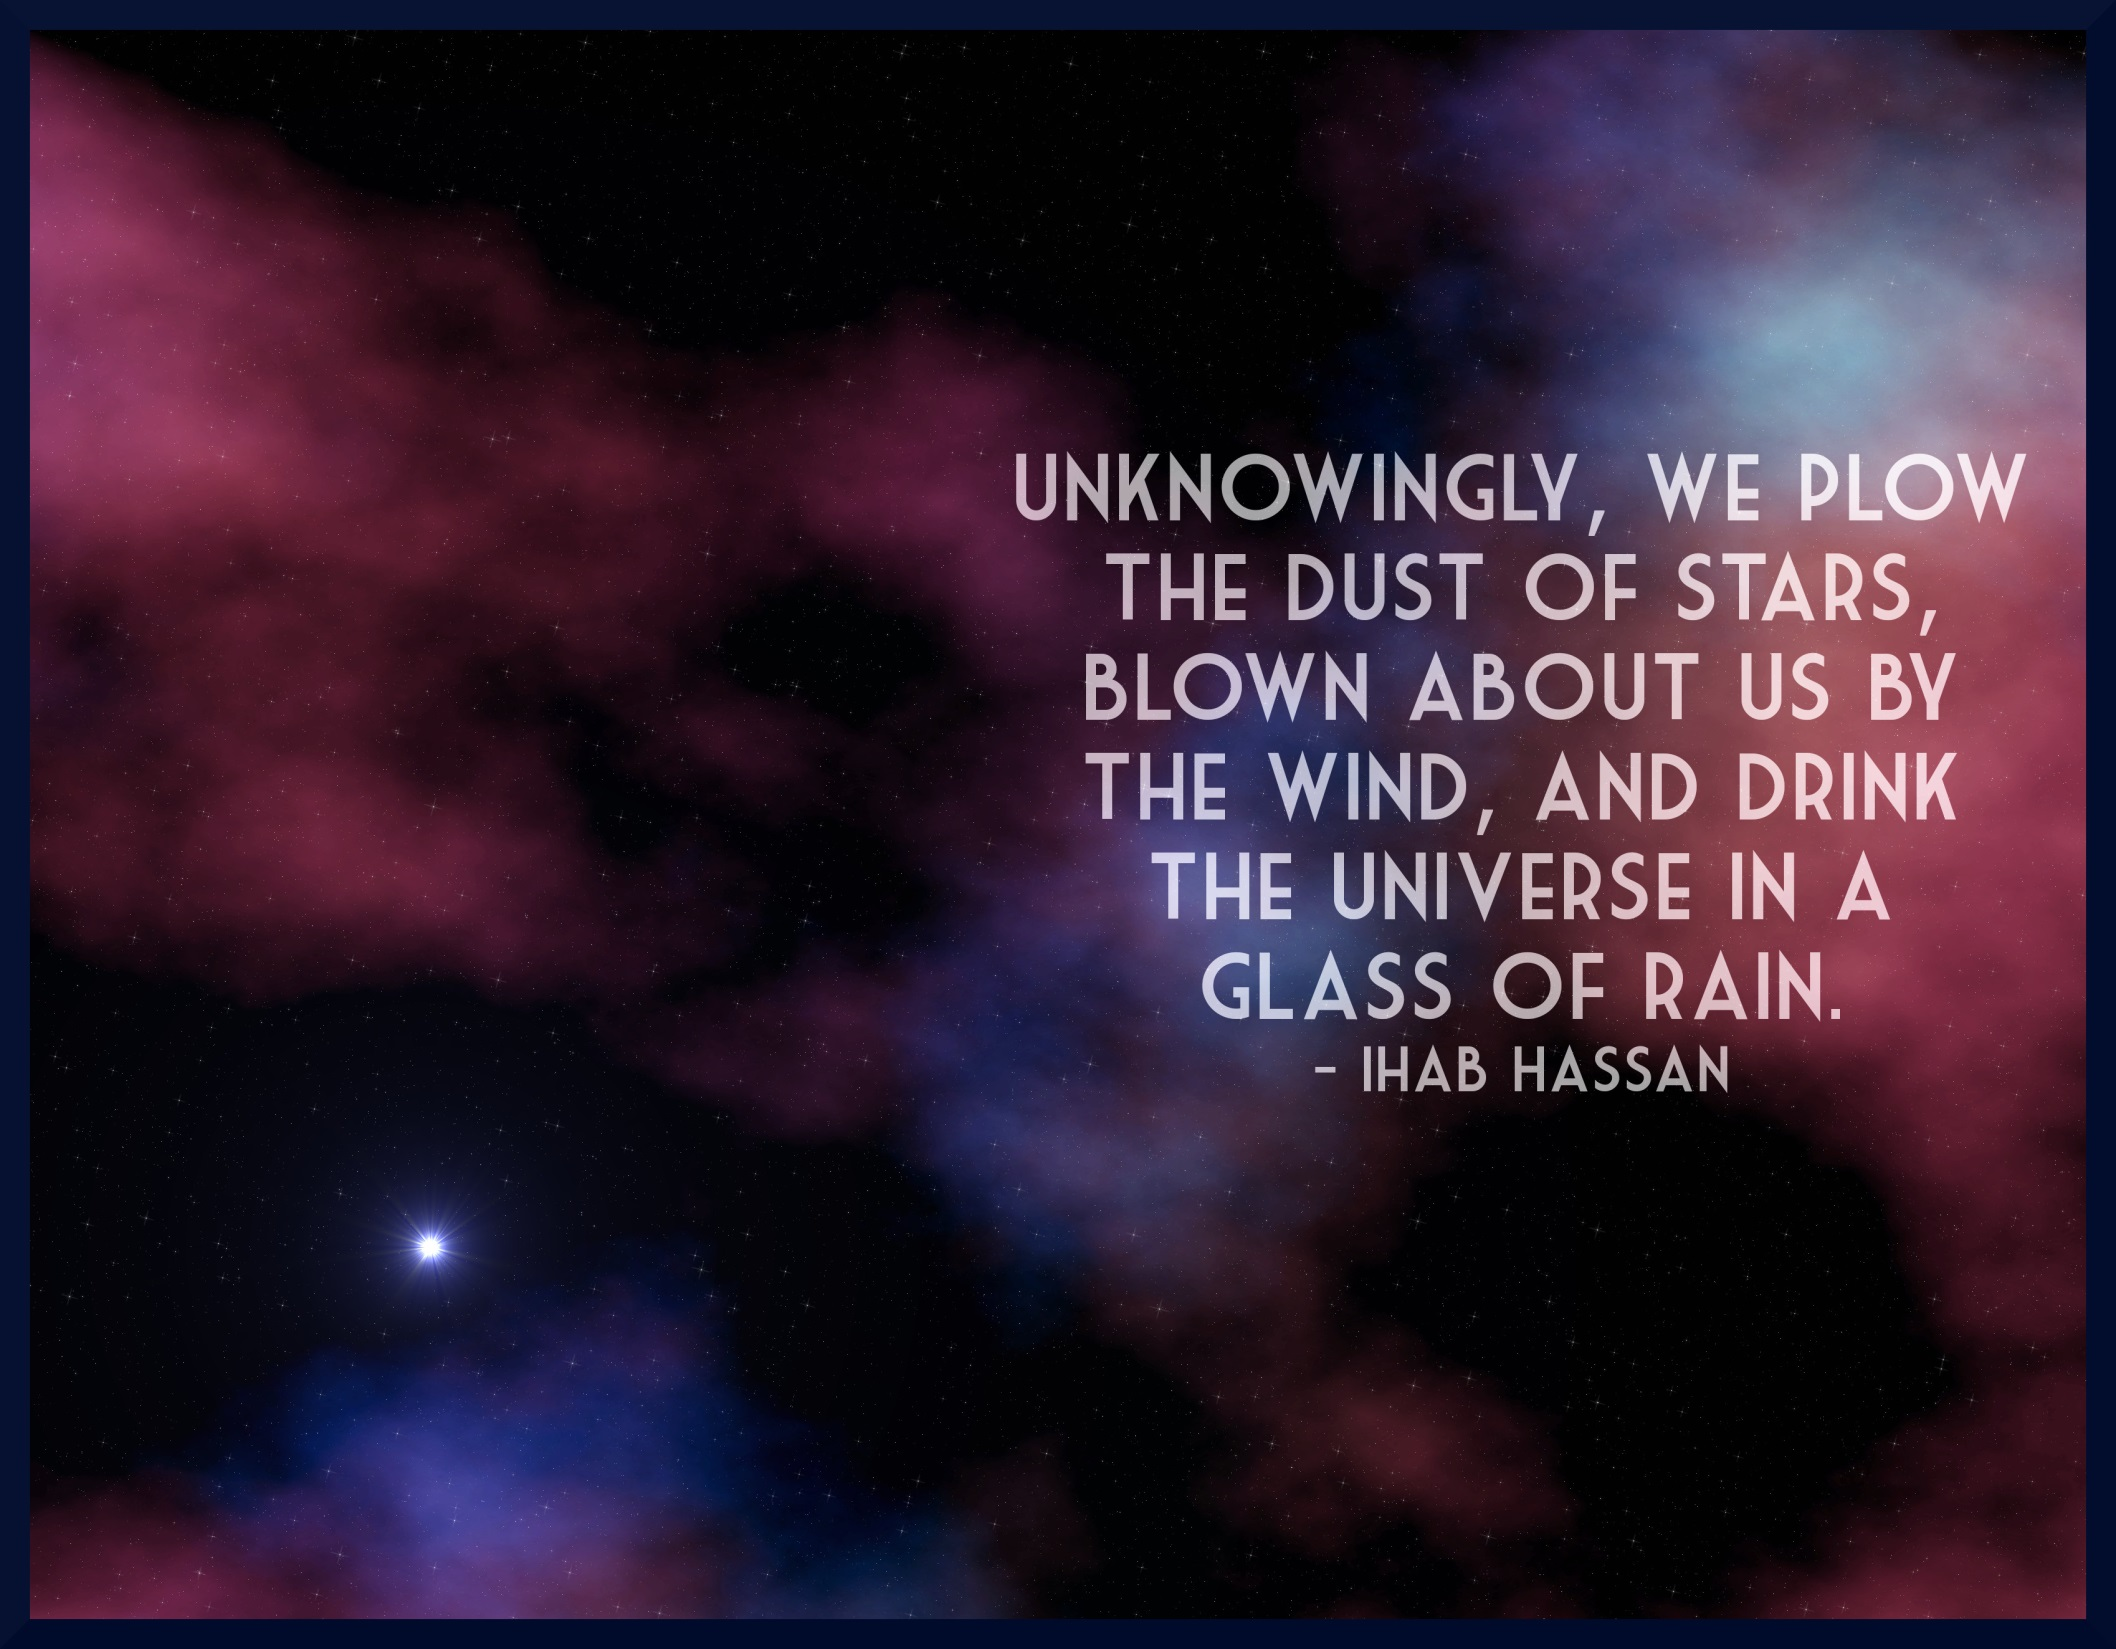 UNKNOWINGLY, WE PLOW
THE DUST OF STARS,
BLOWN ABOUT US BY
THE WIND, AND DRINK
THE UNIVERSE IN A
GLASS OF RAIN.
- IHAB HASSAN